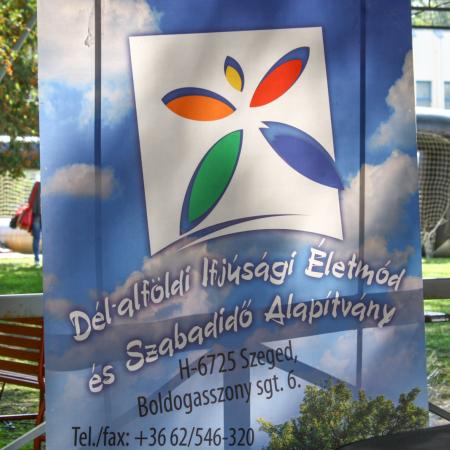 Dél-alföldi Ifjúsági Életmód
és Szabadidő Alapítvány
H-6725 Szeged,
Boldogasszony sgt. 6.
Tel./fax: +36 62/546-320